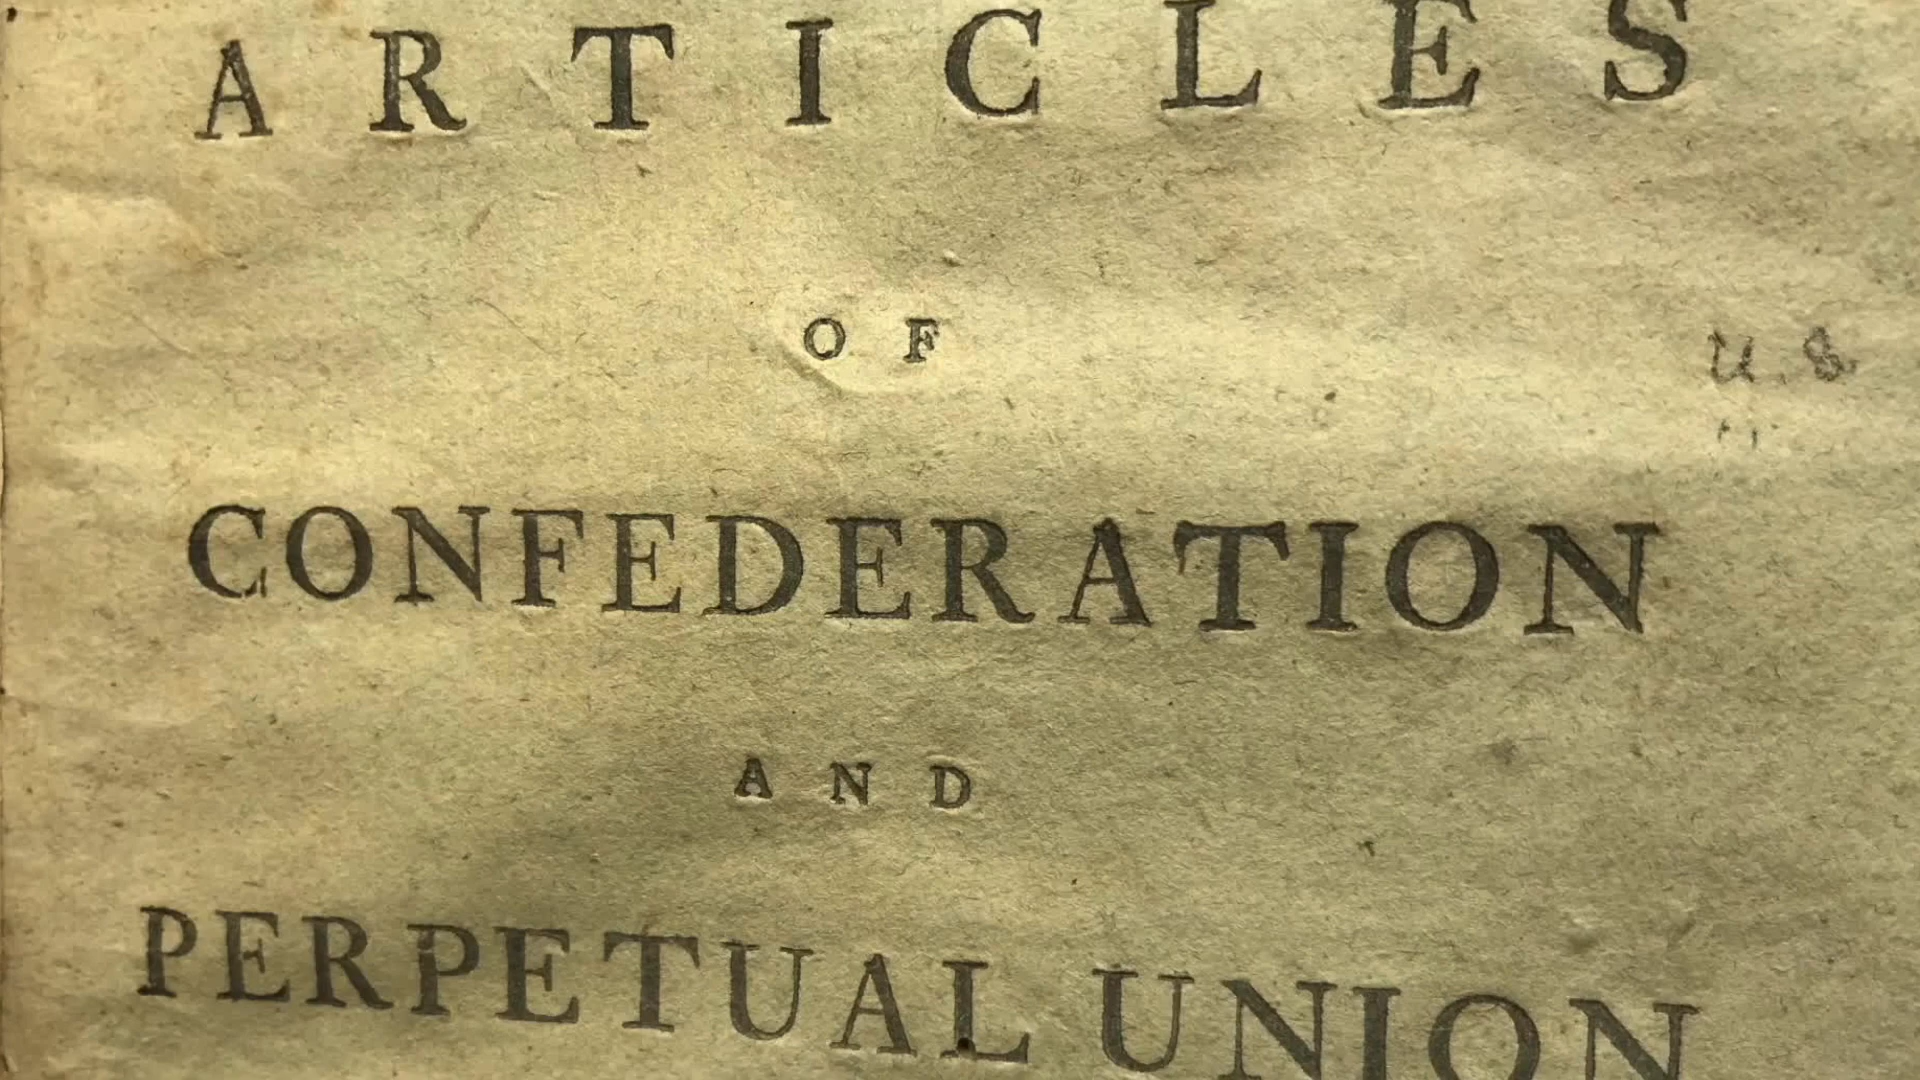 ARTICLES
OF
U.S.
CONFEDERATION
AND
PERPETUAL UNION